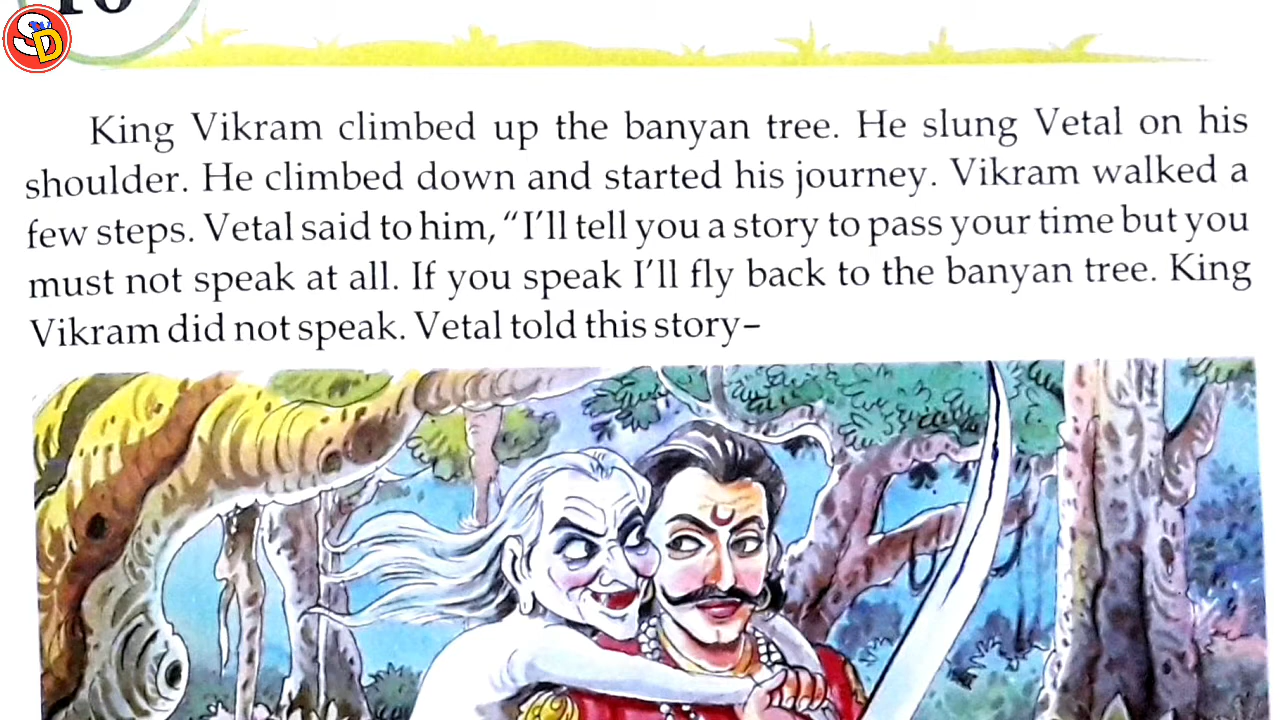 SD
King Vikram climbed up the banyan tree. He slung Vetal on his
shoulder. He climbed down and started his journey. Vikram walked a
few steps. Vetal said to him, “I’ll tell you a story to pass your time but you
must not speak at all. If you speak I’ll fly back to the banyan tree. King
Vikram did not speak. Vetal told this story–